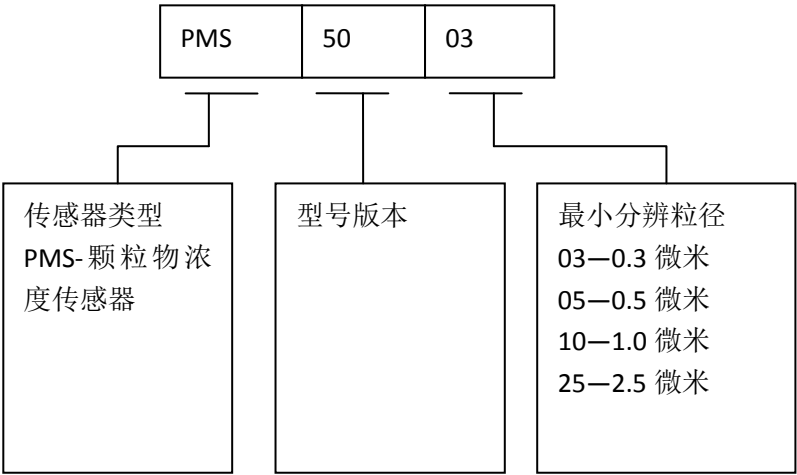 PMS 50 03
传感器类型
PMS-颗粒物浓
度传感器
型号版本
最小分辨粒径
03—0.3 微米
05—0.5 微米
10—1.0 微米
25—2.5 微米